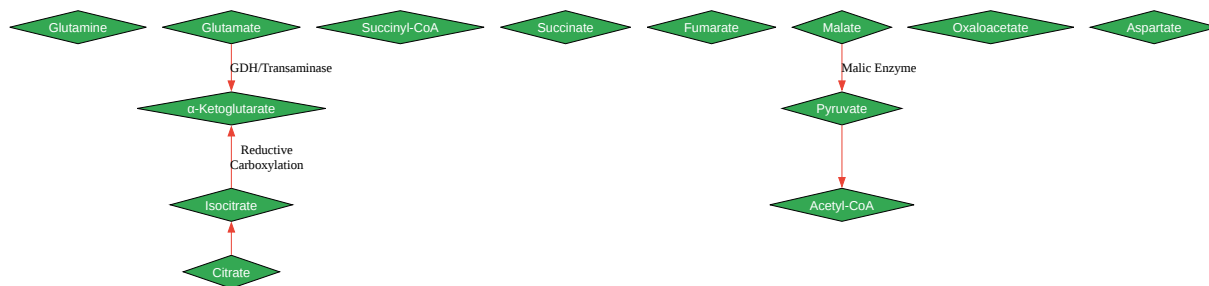 Glutamine
Glutamate
Succinyl-CoA
Succinate
Fumarate
Malate
Oxaloacetate
Aspartate
GDH/Transaminase
Malic Enzyme
α-Ketoglutarate
Pyruvate
Reductive
Carboxylation
Isocitrate
Acetyl-CoA
Citrate